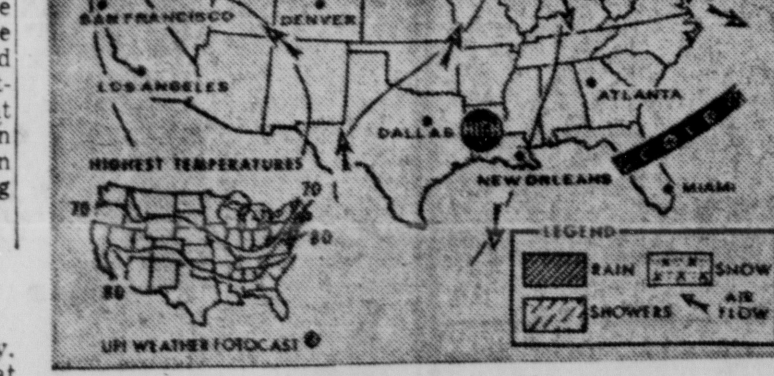 SAN FRANCISCO
DENVER
LOS ANGELES
ATLANTA
DALLAS
HIGH
HIGHEST TEMPERATURES
NEW ORLEANS
MIAMI
COLD
70
70
80
80
LEGEND
RAIN
SNOW
SHOWERS
AIR
FLOW
UPI WEATHER FOTOCAST